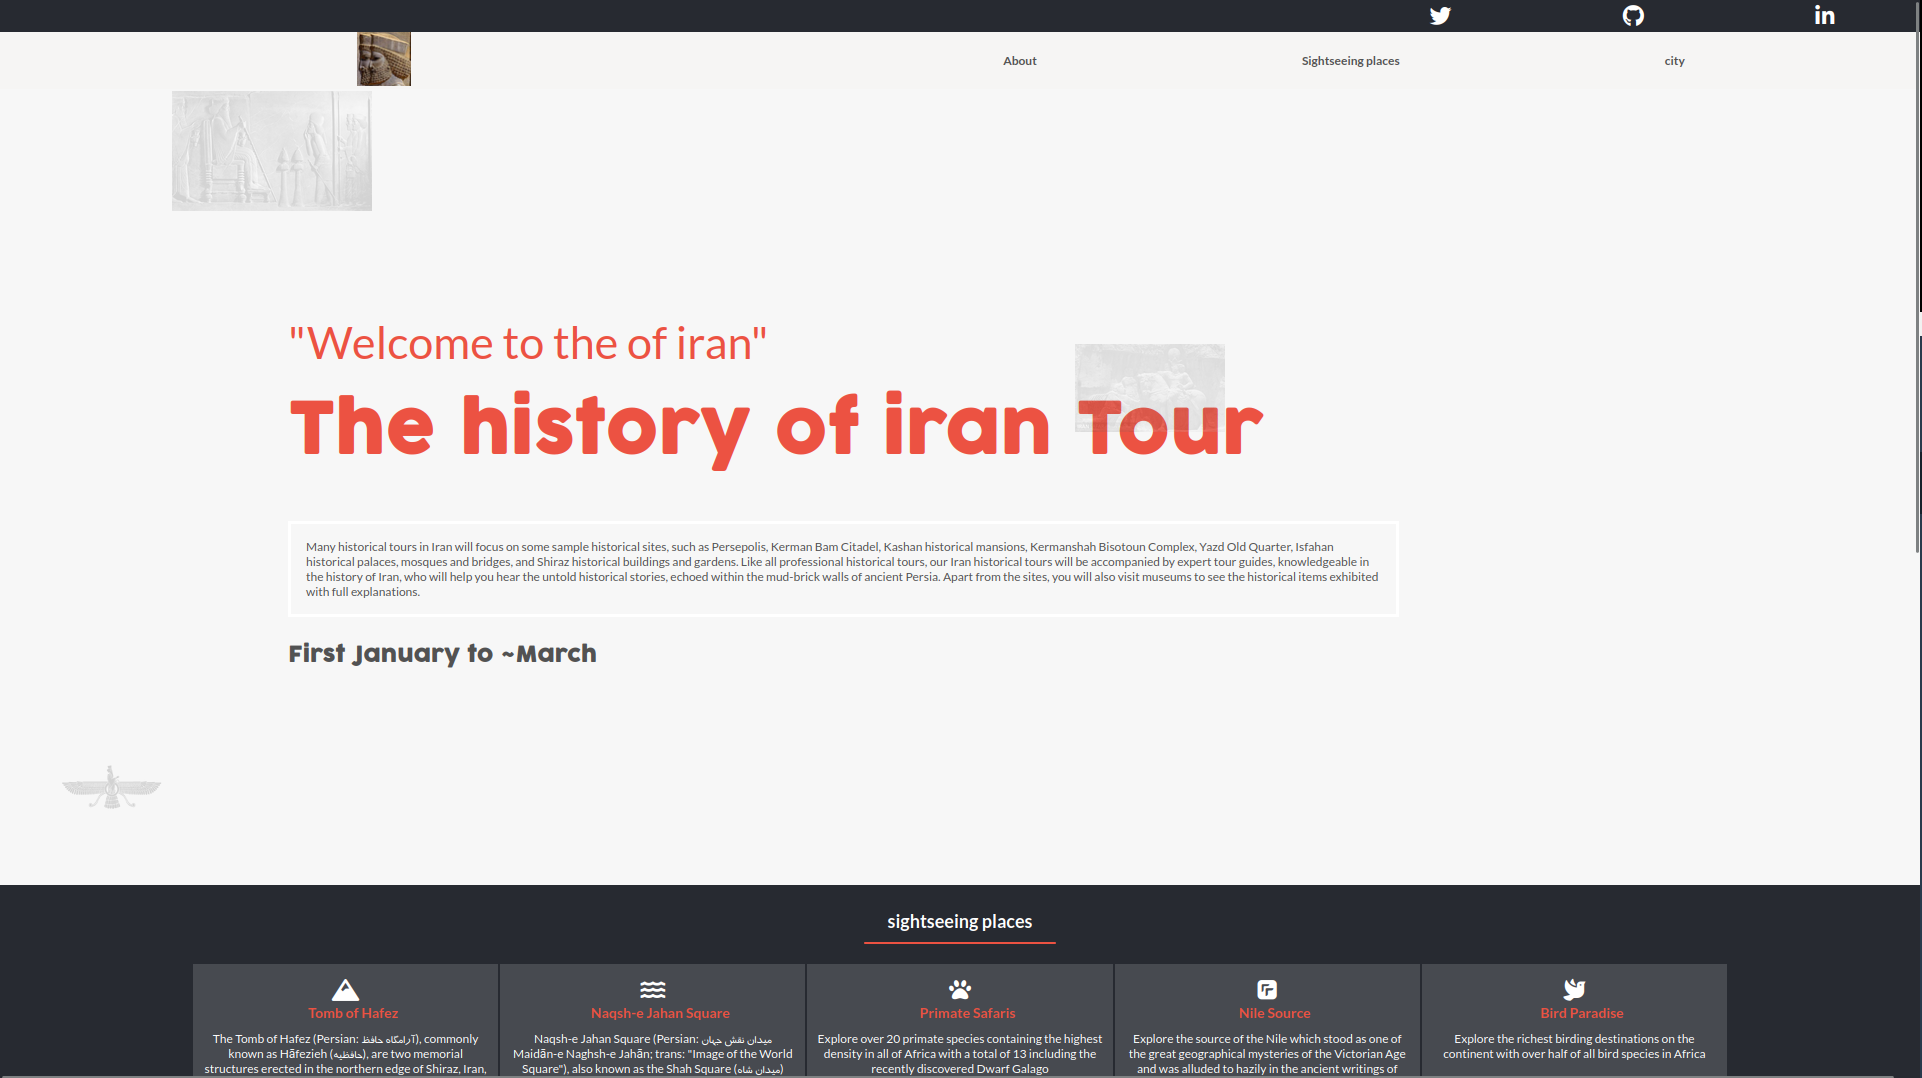 About
Sightseeing places
city
"Welcome to the of iran"
The history of iran Tour
Many historical tours in Iran will focus on some sample historical sites, such as Persepolis, Kerman Bam Citadel, Kashan historical mansions, Kermanshah Bisotoun Complex, Yazd Old Quarter, Isfahan
historical palaces, mosques and bridges, and Shiraz historical buildings and gardens. Like all professional historical tours, our Iran historical tours will be accompanied by expert tour guides, knowledgeable in
the history of Iran, who will help you hear the untold historical stories, echoed within the mud-brick walls of ancient Persia. Apart from the sites, you will also visit museums to see the historical items exhibited
with full explanations.
First January to ~March
sightseeing places
Tomb of Hafez
The Tomb of Hafez (Persian: آرامگاه حافظ), commonly
known as Hāfezieh (حافظیه), are two memorial
structures erected in the northern edge of Shiraz, Iran,
Naqsh-e Jahan Square
Naqsh-e Jahan Square (Persian: میدان نقش جهان
Maidān-e Naghsh-e Jahān; trans: "Image of the World
Square"), also known as the Shah Square (میدان شاه)
Primate Safaris
Explore over 20 primate species containing the highest
density in all of Africa with a total of 13 including the
recently discovered Dwarf Galago
Nile Source
Explore the source of the Nile which stood as one of
the great geographical mysteries of the Victorian Age
and was alluded to hazily in the ancient writings of
Bird Paradise
Explore the richest birding destinations on the
continent with over half of all bird species in Africa